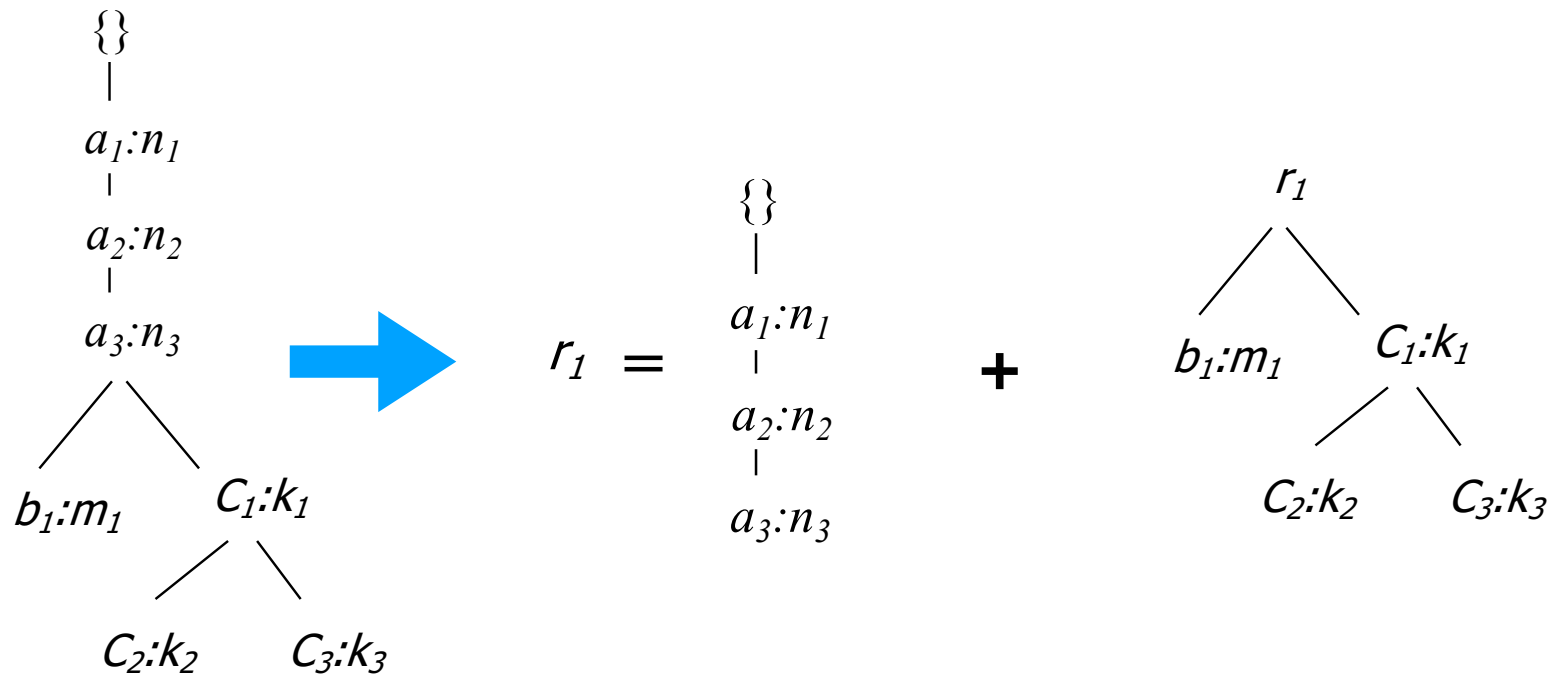 {}
a₁:n₁
a₂:n₂
a₃:n₃
b₁:m₁ C₁:k₁
C₂:k₂ C₃:k₃
r₁ =
{}
a₁:n₁
a₂:n₂
a₃:n₃
+
r₁
b₁:m₁ C₁:k₁
C₂:k₂ C₃:k₃